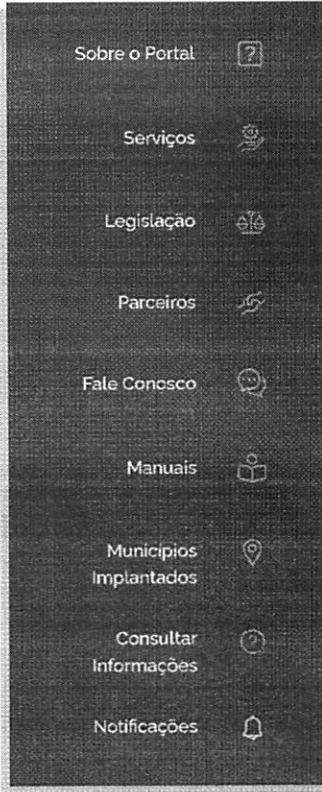 Sobre o Portal
Serviços
Legislação
Parceiros
Fale Conosco
Manuais
Municípios
Implantados
Consultar
Informações
Notificações